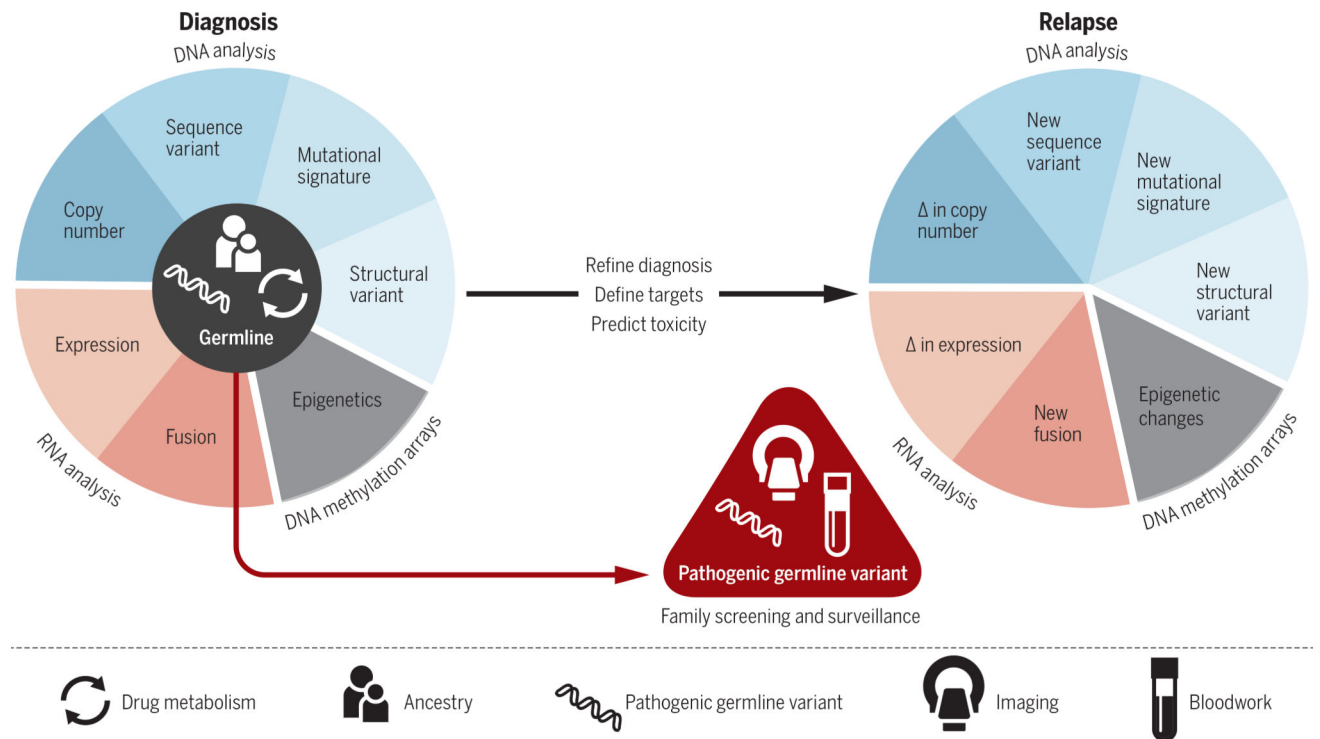 Diagnosis
DNA analysis
Sequence
variant
Mutational
signature
Copy
number
Structural
variant
Germline
Expression
Fusion
Epigenetics
RNA analysis
DNA methylation arrays
Refine diagnosis
Define targets
Predict toxicity
Relapse
DNA analysis
New
sequence
variant
New
mutational
signature
Δ in copy
number
New
structural
variant
Δ in expression
New
fusion
Epigenetic
changes
RNA analysis
DNA methylation arrays
Pathogenic germline variant
Family screening and surveillance
Drug metabolism
Ancestry
Pathogenic germline variant
Imaging
Bloodwork